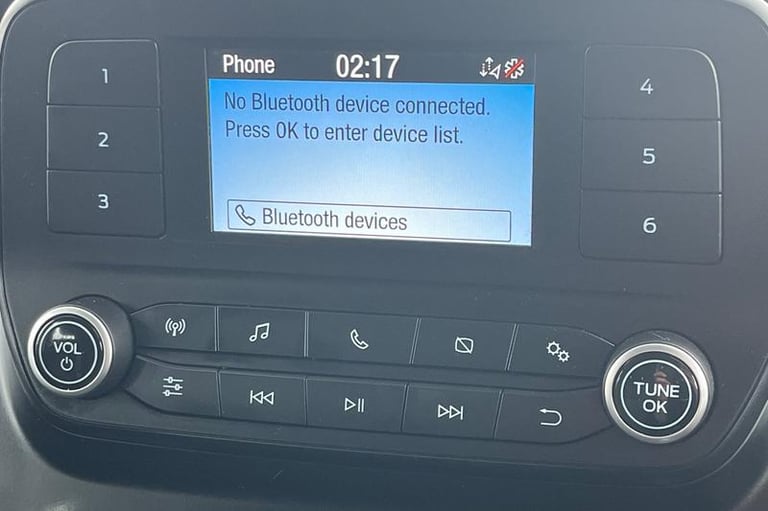 Phone 02:17
No Bluetooth device connected.
Press OK to enter device list.
Bluetooth devices
1
2
3
4
5
6
VOL
TUNE
OK